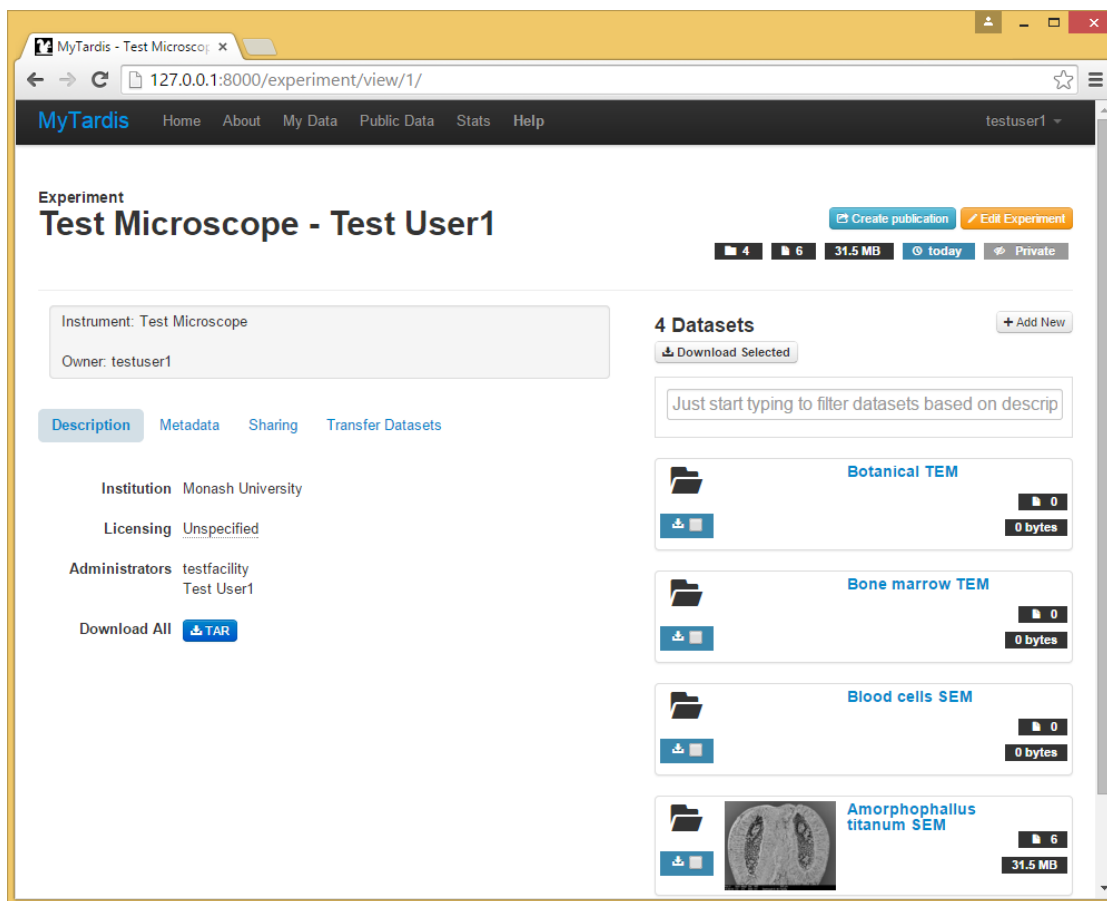 MyTardis - Test Microscop
127.0.0.1:8000/experiment/view/1/
MyTardis Home About My Data Public Data Stats Help testuser1
Experiment
Test Microscope - Test User1
Create publication Edit Experiment
4 6 31.5 MB today Private
Instrument: Test Microscope
Owner: testuser1
Description Metadata Sharing Transfer Datasets
Institution Monash University
Licensing Unspecified
Administrators testfacility
Test User1
Download All TAR
4 Datasets + Add New
Download Selected
Just start typing to filter datasets based on descrip
Botanical TEM
0
0 bytes
Bone marrow TEM
0
0 bytes
Blood cells SEM
0
0 bytes
Amorphophallus
titanum SEM
6
31.5 MB